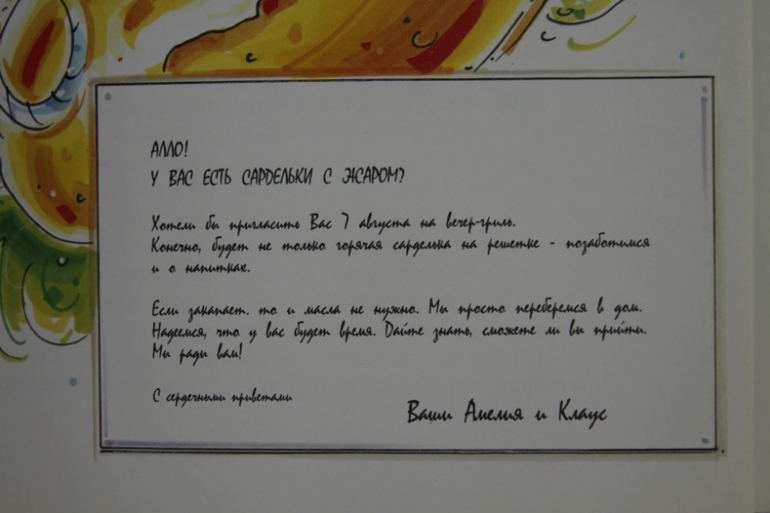 АЛЛО!
У ВАС ЕСТЬ САРДЕЛЬКИ С ЖАРОМ?
Хотели бы пригласить Вас 7 августа на вечер-гриль.
Конечно, будет не только горячая сарделька на решетке - позаботимся
и о напитках.
Если закапает. то и масла не нужно. Мы просто переберемся в дом.
Надеемся, что у вас будет время. Дайте знать, сможете ли вы прийти.
Мы рады вам!
С сердечными приветами
Ваши Амелия и Клаус